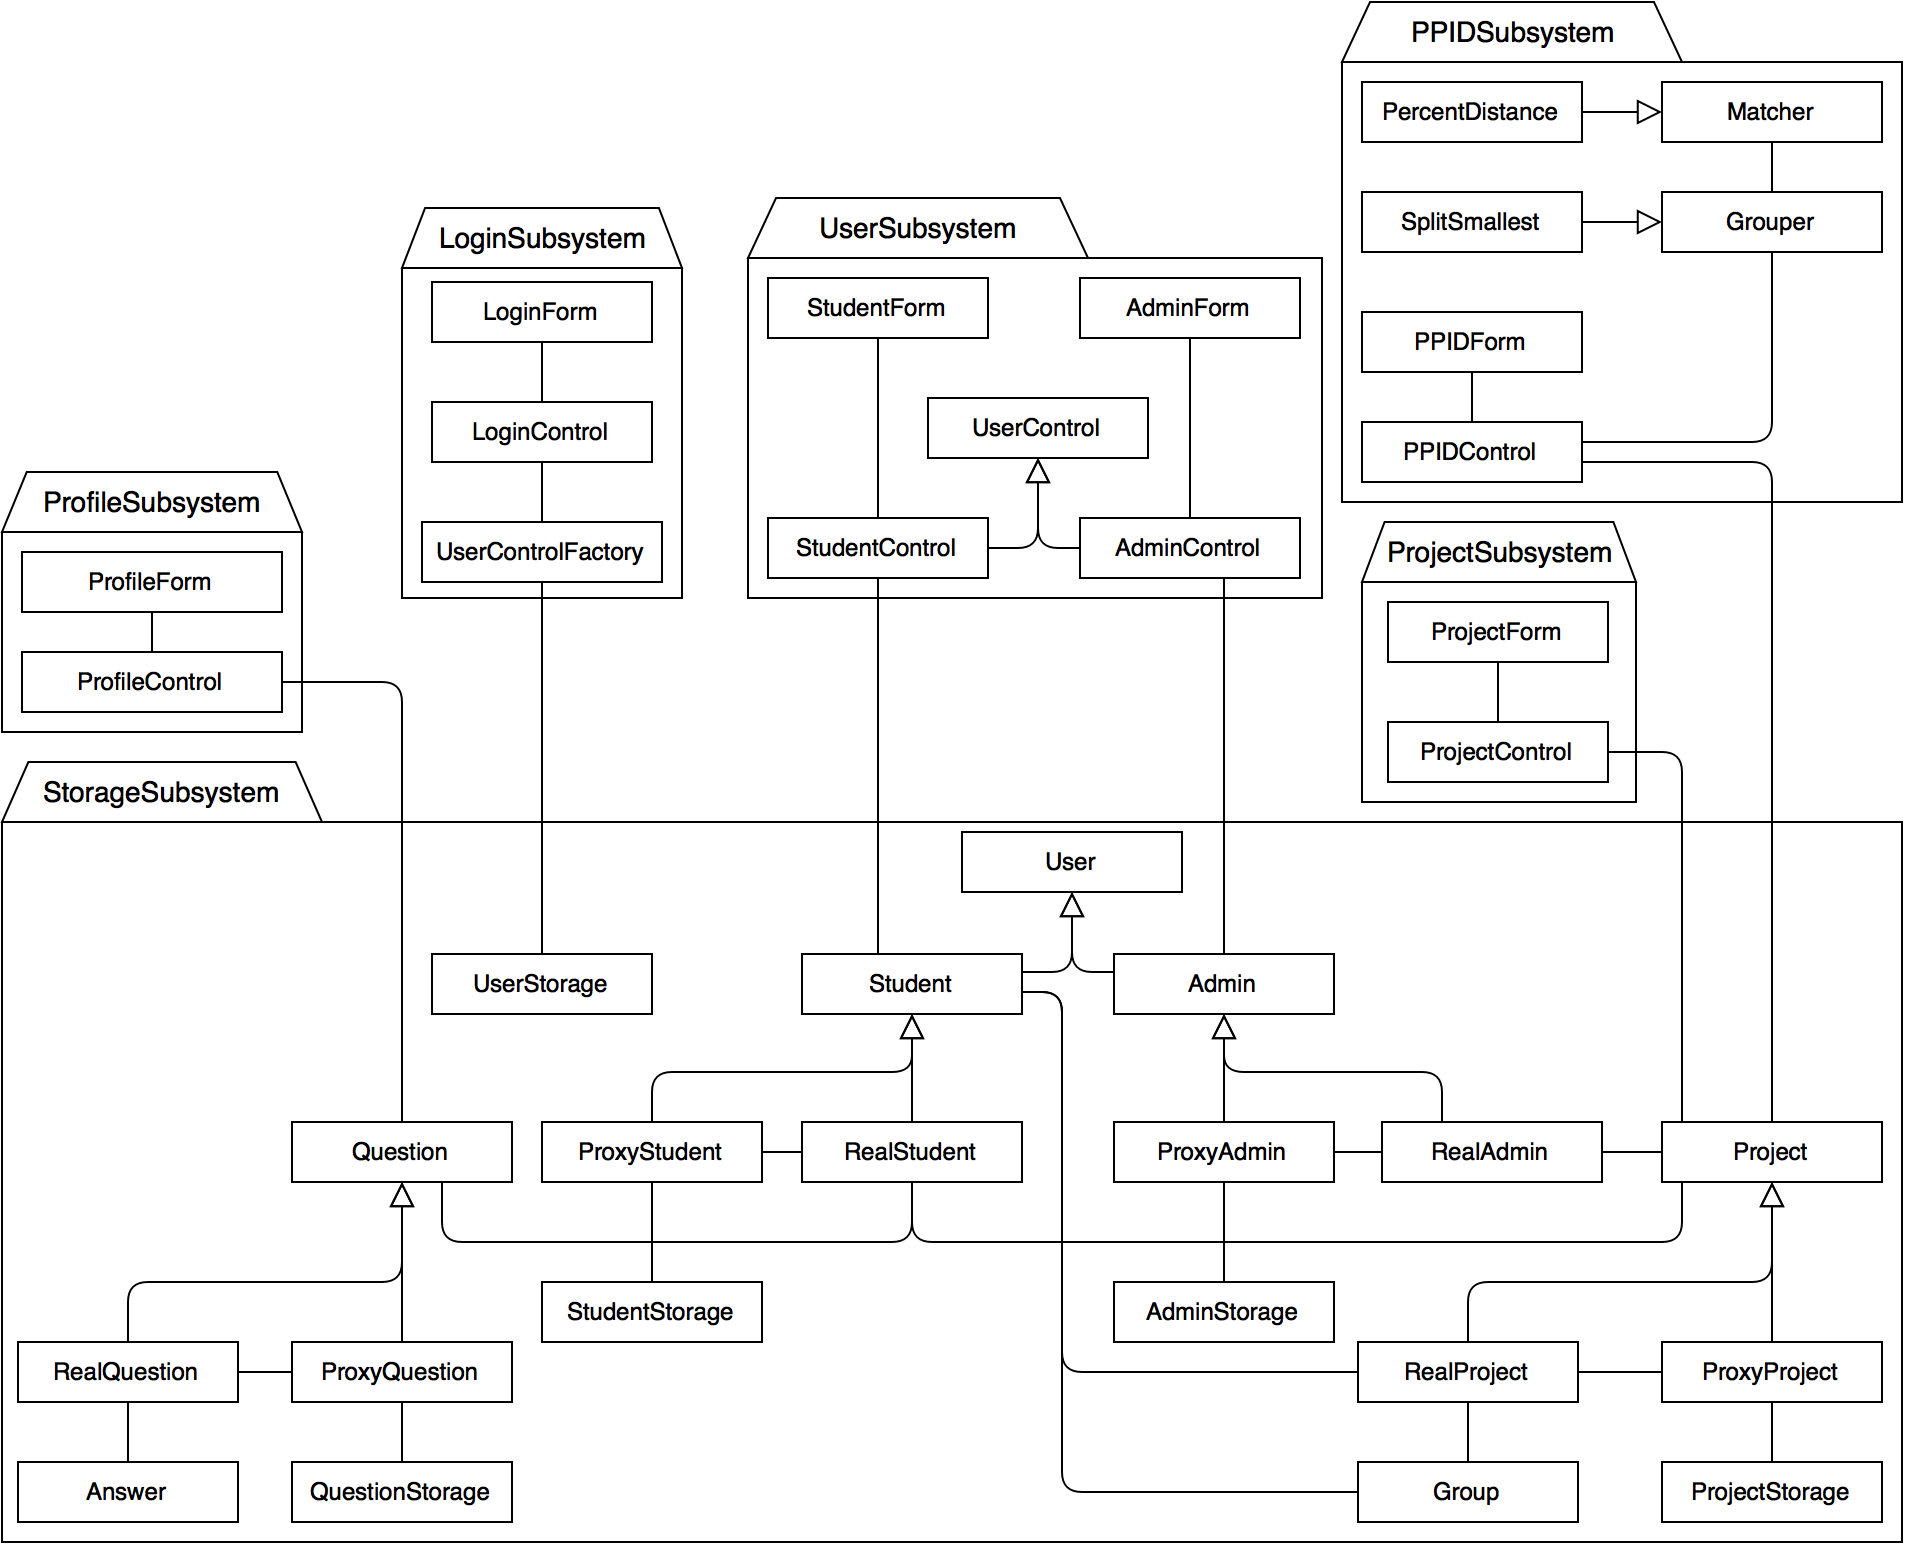 PPIDSubsystem
PercentDistance
Matcher
SplitSmallest
Grouper
PPIDForm
PPIDControl
UserSubsystem
StudentForm
AdminForm
UserControl
StudentControl
AdminControl
LoginSubsystem
LoginForm
LoginControl
UserControlFactory
ProfileSubsystem
ProfileForm
ProfileControl
ProjectSubsystem
ProjectForm
ProjectControl
StorageSubsystem
User
UserStorage
Student
Admin
Question
ProxyStudent
RealStudent
ProxyAdmin
RealAdmin
Project
StudentStorage
AdminStorage
RealQuestion
ProxyQuestion
RealProject
ProxyProject
Answer
QuestionStorage
Group
ProjectStorage